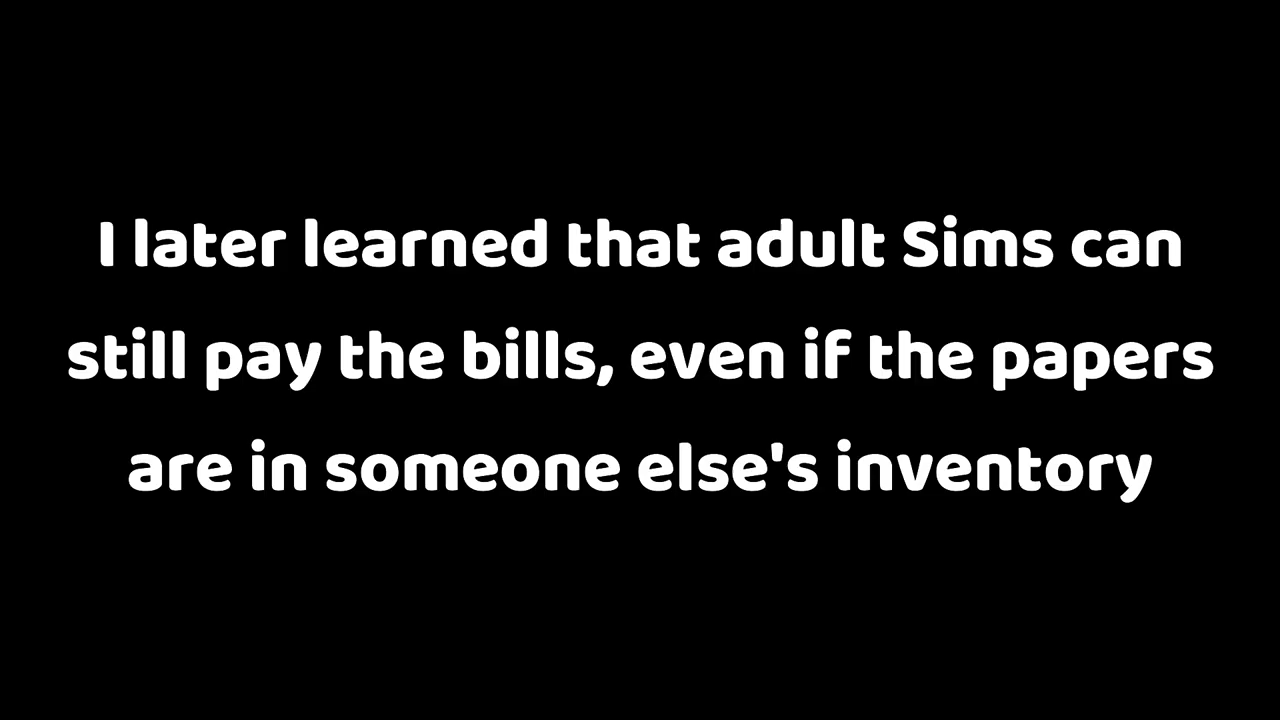 I later learned that adult Sims can
still pay the bills, even if the papers
are in someone else's inventory